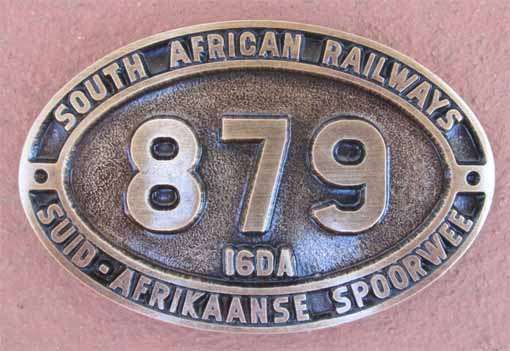 SOUTH AFRICAN RAILWAYS
879
16DA
SUID-AFRIKAANSE SPOORWEE